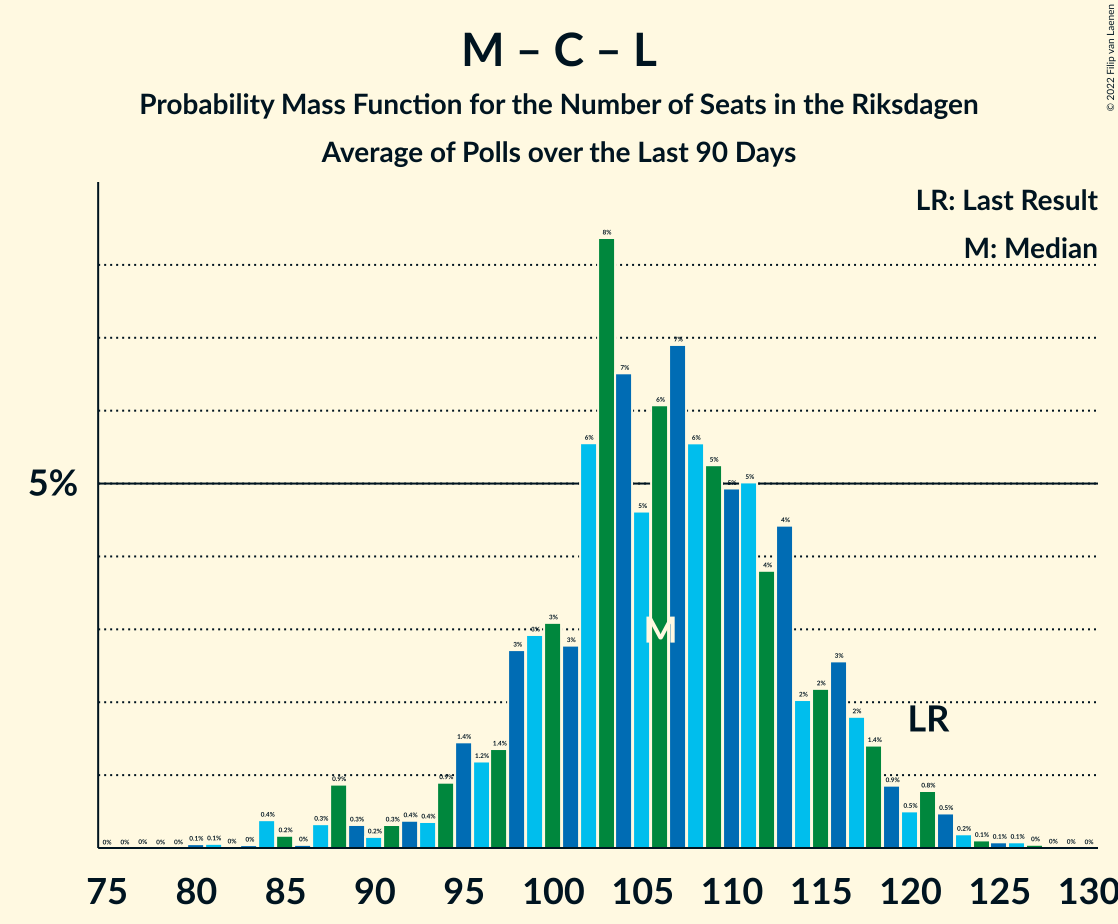 M – C – L
Probability Mass Function for the Number of Seats in the Riksdagen
Average of Polls over the Last 90 Days
© 2022 Filip van Laenen
LR: Last Result
M: Median
5%
0% 0% 0% 0% 0% 0.1% 0.1% 0% 0% 0.4% 0.2% 0% 0.3% 0.9% 0.3% 0.2% 0.3% 0.4% 0.4% 0.9% 1.4% 1.2% 1.4% 3% 3% 3% 3% 6% 8% 7% 5% 6% 7% 6% 5% 5% 5% 4% 4% 2% 2% 3% 2% 1.4% 0.9% 0.5% 0.8% 0.5% 0.2% 0.1% 0.1% 0.1% 0% 0% 0% 0%
M
LR
75 80 85 90 95 100 105 110 115 120 125 130